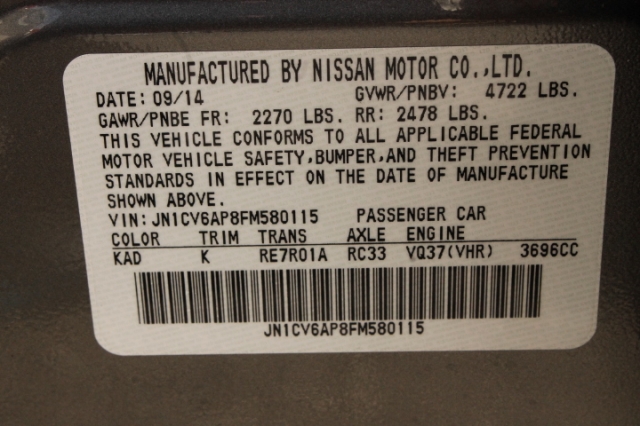 MANUFACTURED BY NISSAN MOTOR CO.,LTD.
DATE: 09/14 GVWR/PNBV: 4722 LBS.
GAWR/PNBE FR: 2270 LBS. RR: 2478 LBS.
THIS VEHICLE CONFORMS TO ALL APPLICABLE FEDERAL
MOTOR VEHICLE SAFETY,BUMPER,AND THEFT PREVENTION
STANDARDS IN EFFECT ON THE DATE OF MANUFACTURE
SHOWN ABOVE.
VIN: JN1CV6AP8FM580115 PASSENGER CAR
COLOR TRIM TRANS AXLE ENGINE
KAD K RE7R01A RC33 VQ37(VHR) 3696CC
JN1CV6AP8FM580115